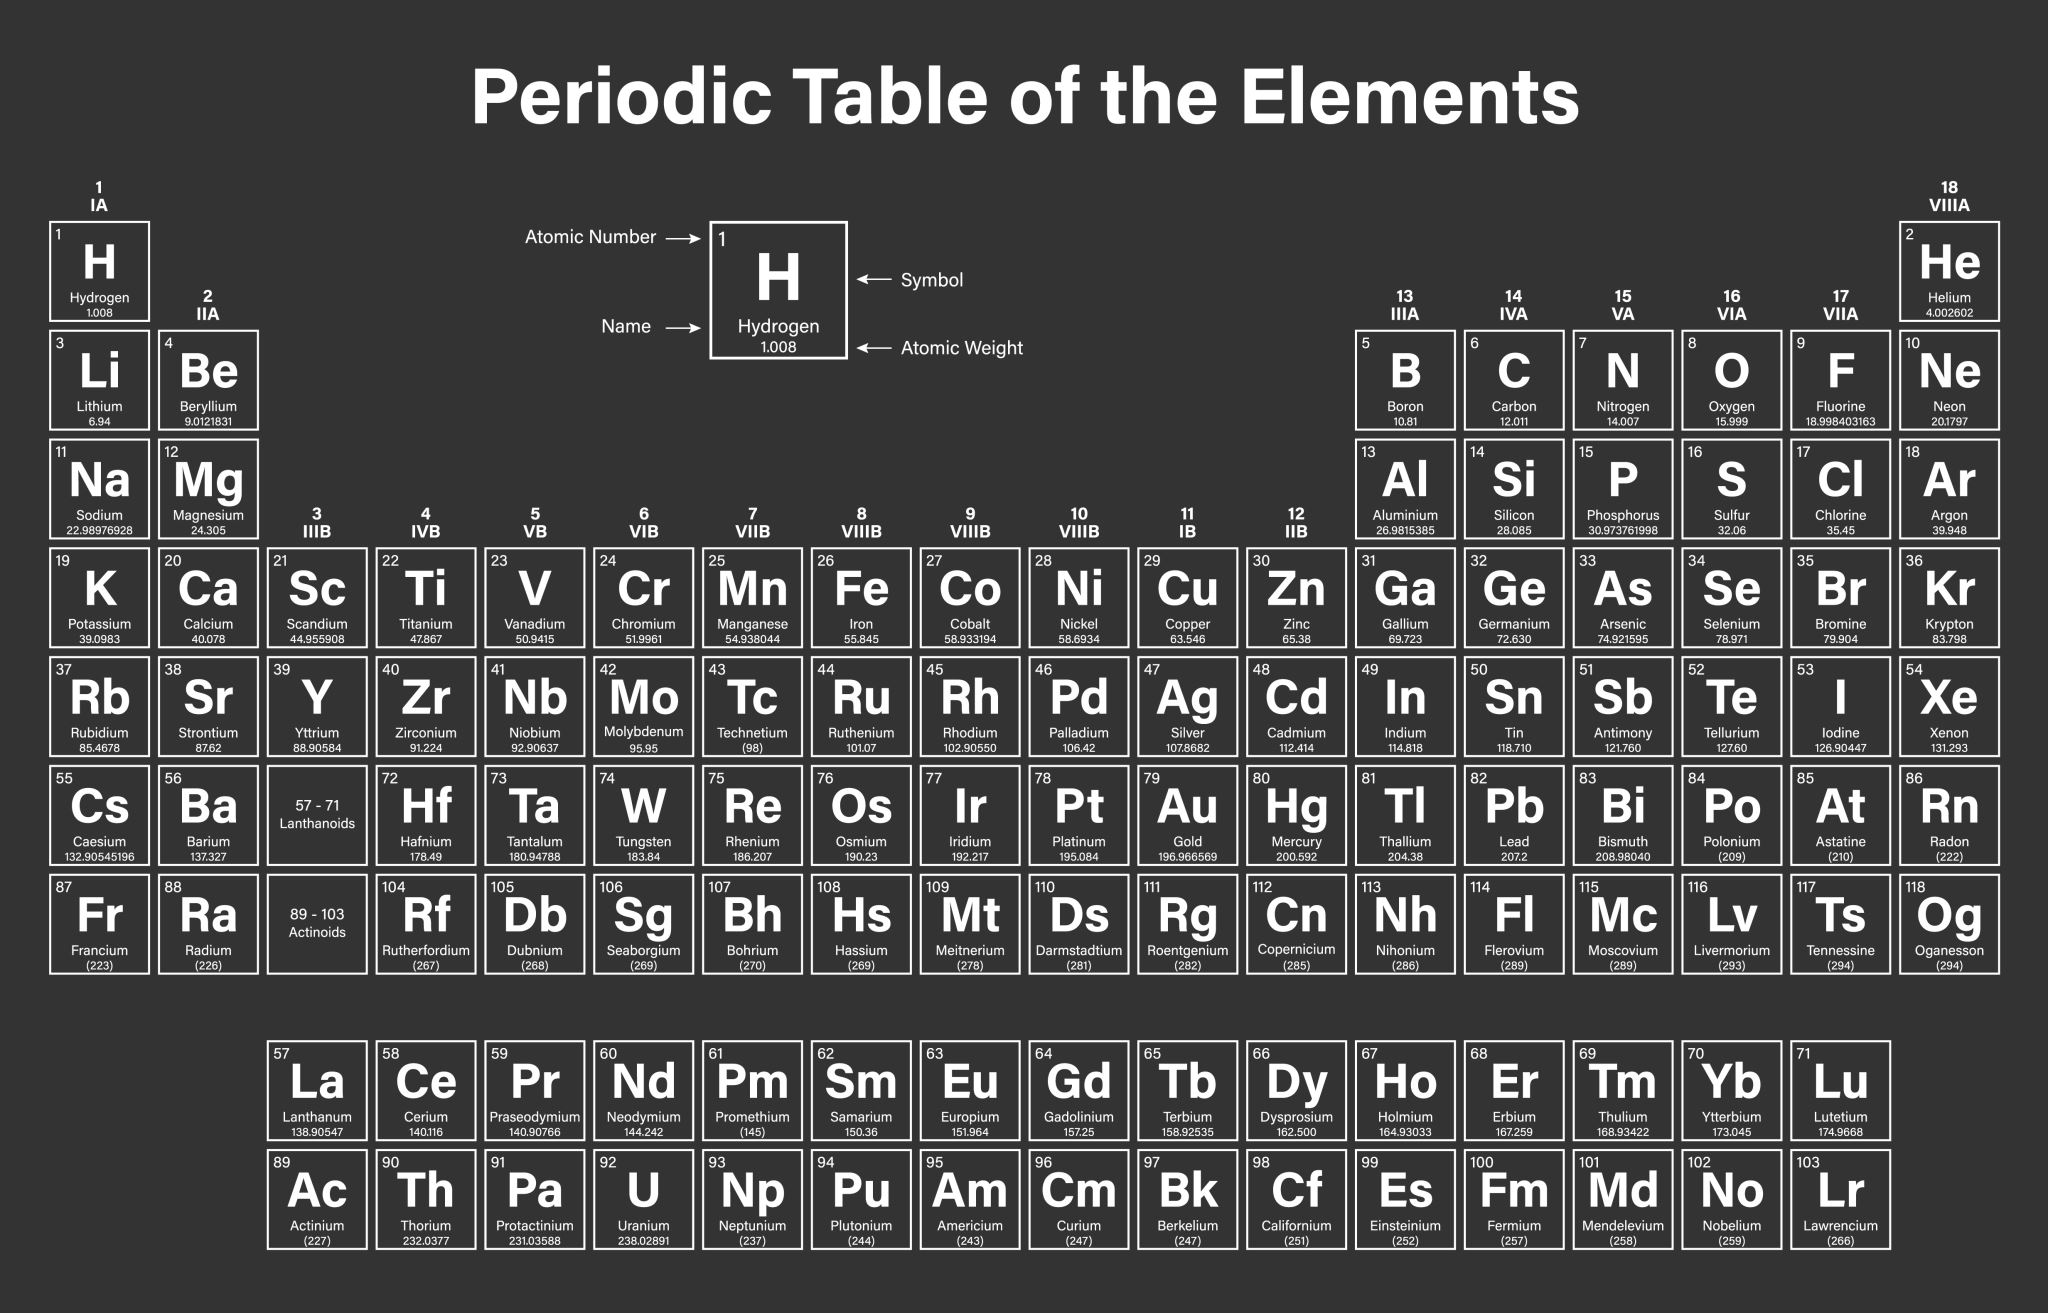 Periodic Table of the Elements
1
IA
18
VIIIA
1
H
Hydrogen
1.008
Atomic Number
1
H
Hydrogen
1.008
Symbol
Name
Atomic Weight
2
He
Helium
4.002602
2
IIA
13
IIIA
14
IVA
15
VA
16
VIA
17
VIIA
3
Li
Lithium
6.94
4
Be
Beryllium
9.0121831
5
B
Boron
10.81
6
C
Carbon
12.011
7
N
Nitrogen
14.007
8
O
Oxygen
15.999
9
F
Fluorine
18.998403163
10
Ne
Neon
20.1797
11
Na
Sodium
22.98976928
12
Mg
Magnesium
24.305
13
Al
Aluminium
26.9815385
14
Si
Silicon
28.085
15
P
Phosphorus
30.973761998
16
S
Sulfur
32.06
17
Cl
Chlorine
35.45
18
Ar
Argon
39.948
3
IIIB
4
IVB
5
VB
6
VIB
7
VIIB
8
VIIIB
9
VIIIB
10
VIIIB
11
IB
12
IIB
19
K
Potassium
39.0983
20
Ca
Calcium
40.078
21
Sc
Scandium
44.955908
22
Ti
Titanium
47.867
23
V
Vanadium
50.9415
24
Cr
Chromium
51.9961
25
Mn
Manganese
54.938044
26
Fe
Iron
55.845
27
Co
Cobalt
58.933194
28
Ni
Nickel
58.6934
29
Cu
Copper
63.546
30
Zn
Zinc
65.38
31
Ga
Gallium
69.723
32
Ge
Germanium
72.630
33
As
Arsenic
74.921595
34
Se
Selenium
78.971
35
Br
Bromine
79.904
36
Kr
Krypton
83.798
37
Rb
Rubidium
85.4678
38
Sr
Strontium
87.62
39
Y
Yttrium
88.90584
40
Zr
Zirconium
91.224
41
Nb
Niobium
92.90637
42
Mo
Molybdenum
95.95
43
Tc
Technetium
(98)
44
Ru
Ruthenium
101.07
45
Rh
Rhodium
102.90550
46
Pd
Palladium
106.42
47
Ag
Silver
107.8682
48
Cd
Cadmium
112.414
49
In
Indium
114.818
50
Sn
Tin
118.710
51
Sb
Antimony
121.760
52
Te
Tellurium
127.60
53
I
Iodine
126.90447
54
Xe
Xenon
131.293
55
Cs
Caesium
132.90545196
56
Ba
Barium
137.327
57 - 71
Lanthanoids
72
Hf
Hafnium
178.49
73
Ta
Tantalum
180.94788
74
W
Tungsten
183.84
75
Re
Rhenium
186.207
76
Os
Osmium
190.23
77
Ir
Iridium
192.217
78
Pt
Platinum
195.084
79
Au
Gold
196.966569
80
Hg
Mercury
200.592
81
Tl
Thallium
204.38
82
Pb
Lead
207.2
83
Bi
Bismuth
208.98040
84
Po
Polonium
(209)
85
At
Astatine
(210)
86
Rn
Radon
(222)
87
Fr
Francium
(223)
88
Ra
Radium
(226)
89 - 103
Actinoids
104
Rf
Rutherfordium
(267)
105
Db
Dubnium
(268)
106
Sg
Seaborgium
(269)
107
Bh
Bohrium
(270)
108
Hs
Hassium
(269)
109
Mt
Meitnerium
(278)
110
Ds
Darmstadtium
(281)
111
Rg
Roentgenium
(282)
112
Cn
Copernicium
(285)
113
Nh
Nihonium
(286)
114
Fl
Flerovium
(289)
115
Mc
Moscovium
(289)
116
Lv
Livermorium
(293)
117
Ts
Tennessine
(294)
118
Og
Oganesson
(294)
57
La
Lanthanum
138.90547
58
Ce
Cerium
140.116
59
Pr
Praseodymium
140.90766
60
Nd
Neodymium
144.242
61
Pm
Promethium
(145)
62
Sm
Samarium
150.36
63
Eu
Europium
151.964
64
Gd
Gadolinium
157.25
65
Tb
Terbium
158.92535
66
Dy
Dysprosium
162.500
67
Ho
Holmium
164.93033
68
Er
Erbium
167.259
69
Tm
Thulium
168.93422
70
Yb
Ytterbium
173.045
71
Lu
Lutetium
174.9668
89
Ac
Actinium
(227)
90
Th
Thorium
232.0377
91
Pa
Protactinium
231.03588
92
U
Uranium
238.02891
93
Np
Neptunium
(237)
94
Pu
Plutonium
(244)
95
Am
Americium
(243)
96
Cm
Curium
(247)
97
Bk
Berkelium
(247)
98
Cf
Californium
(251)
99
Es
Einsteinium
(252)
100
Fm
Fermium
(257)
101
Md
Mendelevium
(258)
102
No
Nobelium
(259)
103
Lr
Lawrencium
(266)